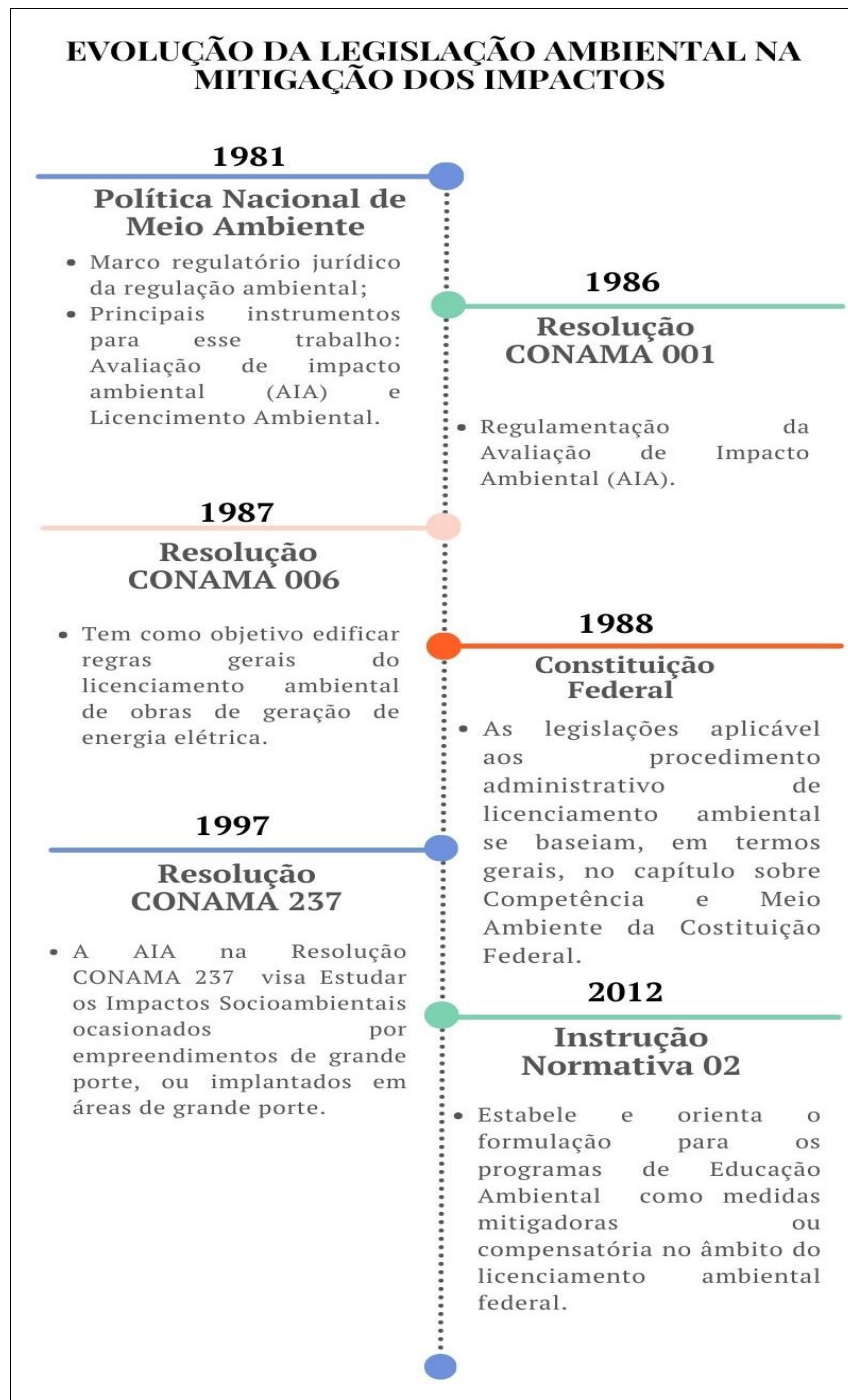 EVOLUÇÃO DA LEGISLAÇÃO AMBIENTAL NA
MITIGAÇÃO DOS IMPACTOS
1981
Política Nacional de
Meio Ambiente
• Marco regulatório jurídico
da regulação ambiental;
• Principais instrumentos
para esse trabalho:
Avaliação de impacto
ambiental (AIA) e
Licencimento Ambiental.
1986
Resolução
CONAMA 001
• Regulamentação da
Avaliação de Impacto
Ambiental (AIA).
1987
Resolução
CONAMA 006
• Tem como objetivo edificar
regras gerais do
licenciamento ambiental
de obras de geração de
energia elétrica.
1988
Constituição
Federal
• As legislações aplicável
aos procedimento
administrativo de
licenciamento ambiental
se baseiam, em termos
gerais, no capítulo sobre
Competência e Meio
Ambiente da Costituição
Federal.
1997
Resolução
CONAMA 237
• A AIA na Resolução
CONAMA 237 visa Estudar
os Impactos Socioambientais
ocasionados por
empreendimentos de grande
porte, ou implantados em
áreas de grande porte.
2012
Instrução
Normativa 02
• Estabele e orienta o
formulação para os
programas de Educação
Ambiental como medidas
mitigadoras ou
compensatória no âmbito do
licenciamento ambiental
federal.